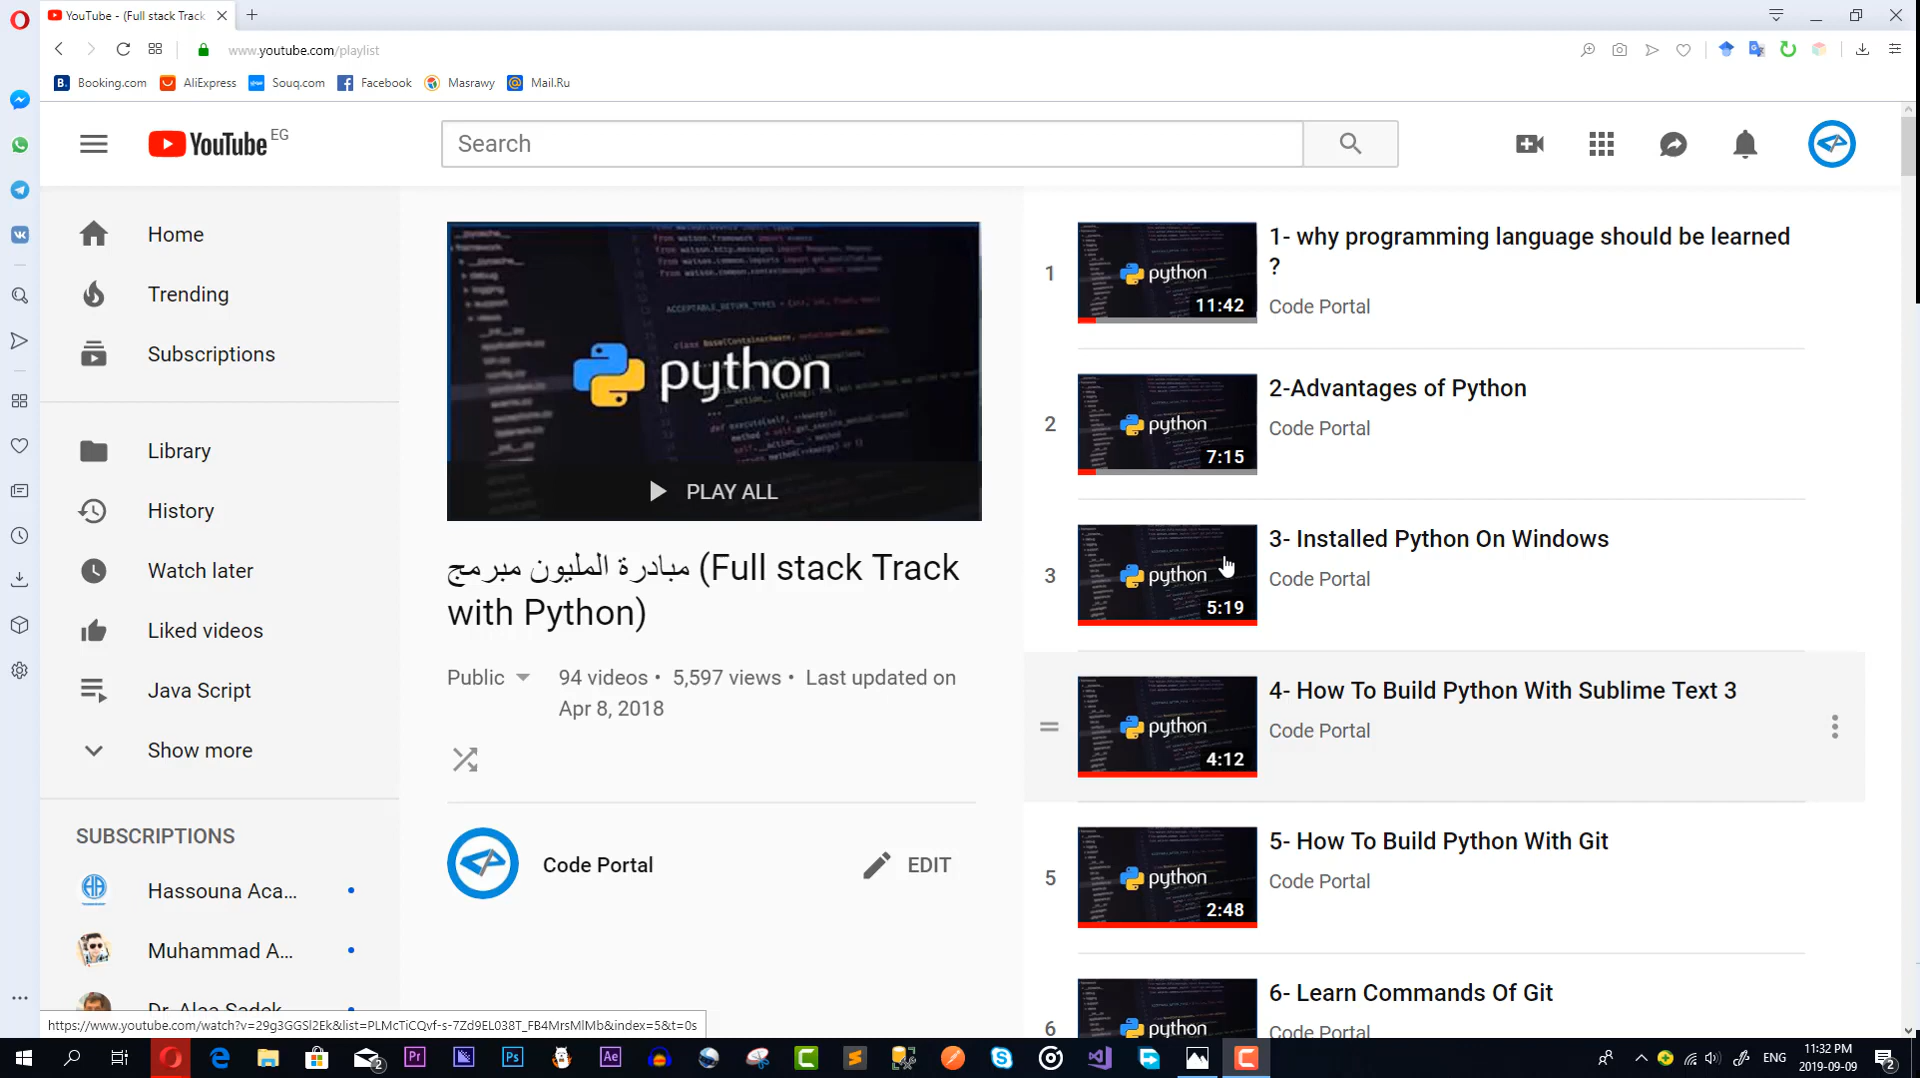 YouTube - (Full stack Track
www.youtube.com/playlist
Booking.com AliExpress Souq.com Facebook Masrawy Mail.Ru
YouTube EG
Search
Home
Trending
Subscriptions
Library
History
Watch later
Liked videos
Java Script
Show more
SUBSCRIPTIONS
Hassouna Aca...
Muhammad A...
Dr. Alaa Sadek
python
PLAY ALL
مبادرة المليون مبرمج (Full stack Track
with Python)
Public 94 videos • 5,597 views • Last updated on
Apr 8, 2018
Code Portal EDIT
1
python
11:42
1- why programming language should be learned
?
Code Portal
2
python
7:15
2-Advantages of Python
Code Portal
3
python
5:19
3- Installed Python On Windows
Code Portal
python
4:12
4- How To Build Python With Sublime Text 3
Code Portal
5
python
2:48
5- How To Build Python With Git
Code Portal
6
python
6- Learn Commands Of Git
Code Portal
https://www.youtube.com/watch?v=29g3GGSl2Ek&list=PLMcTiCQvf-s-7Zd9EL038T_FB4MrsMlMb&index=5&t=0s
2 Pr Ps Ae ENG 11:32 PM
2019-09-09 2